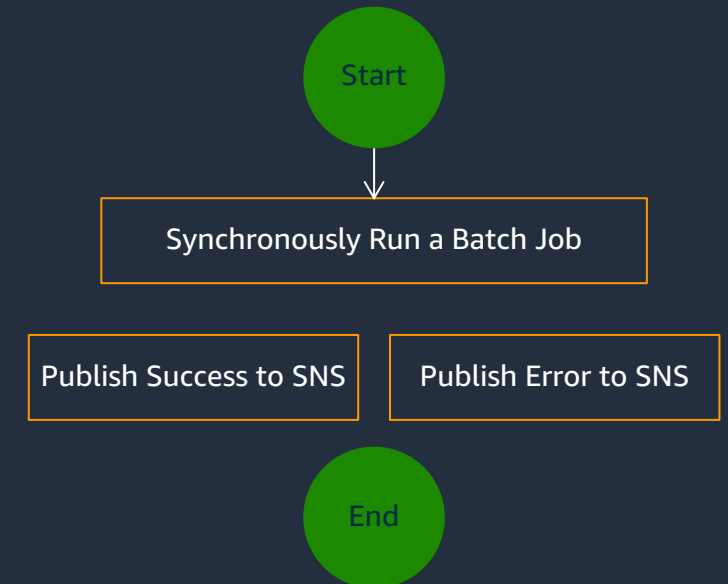 Start
Synchronously Run a Batch Job
Publish Success to SNS
Publish Error to SNS
End